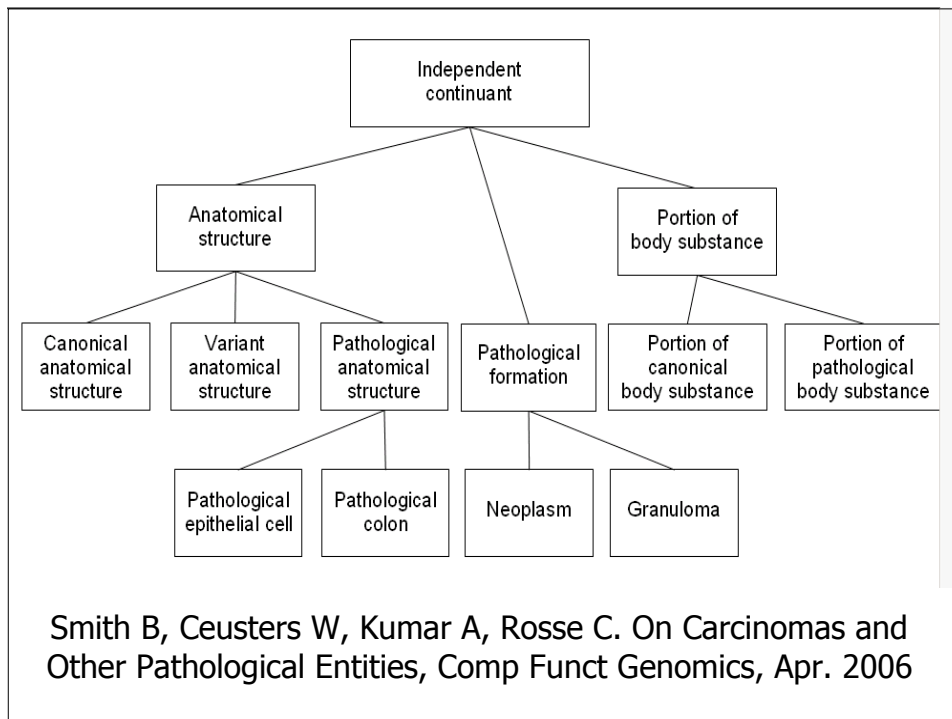 Independent
continuant
Anatomical
structure
Portion of
body substance
Canonical
anatomical
structure
Variant
anatomical
structure
Pathological
anatomical
structure
Pathological
formation
Portion of
canonical
body substance
Portion of
pathological
body substance
Pathological
epithelial cell
Pathological
colon
Neoplasm
Granuloma
Smith B, Ceusters W, Kumar A, Rosse C. On Carcinomas and
Other Pathological Entities, Comp Funct Genomics, Apr. 2006